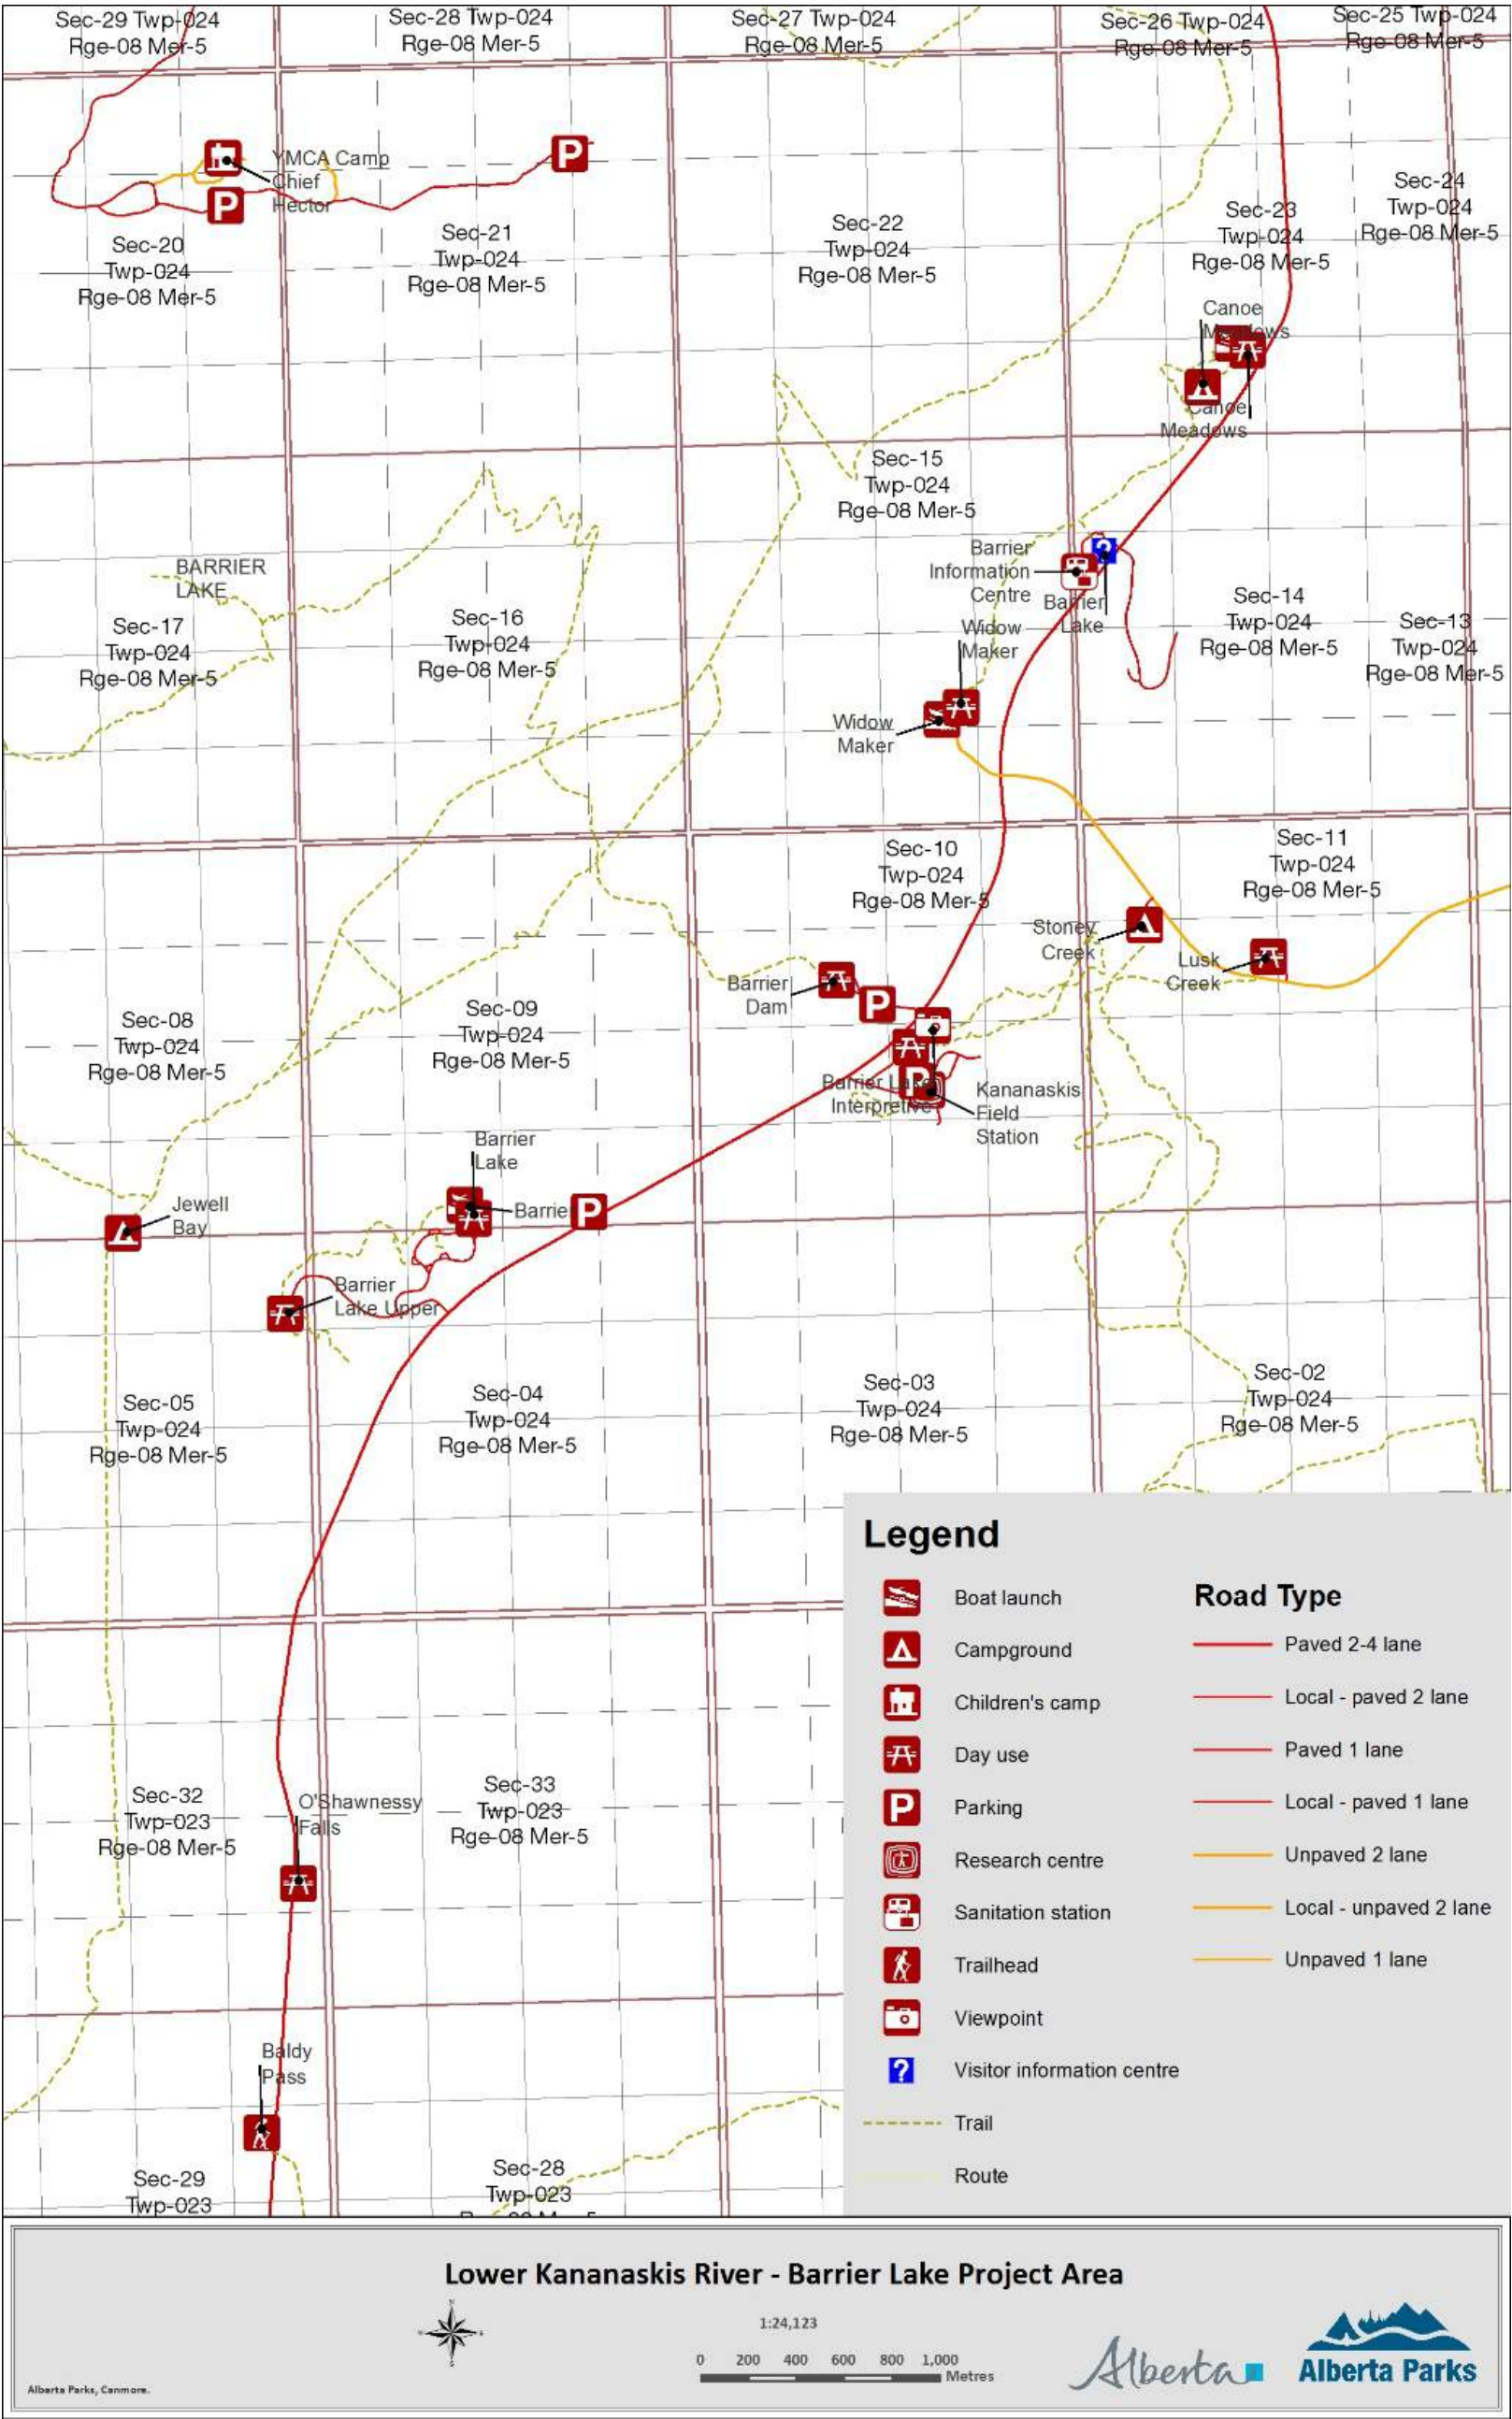 Sec-29 Twp-024
Rge-08 Mer-5
Sec-28 Twp-024
Rge-08 Mer-5
Sec-27 Twp-024
Rge-08 Mer-5
Sec-26 Twp-024
Rge-08 Mer-5
Sec-25 Twp-024
Rge-08 Mer-5
YMCA Camp
Chief
Hector
P
P
Sec-20
Twp-024
Rge-08 Mer-5
Sec-21
Twp-024
Rge-08 Mer-5
Sec-22
Twp-024
Rge-08 Mer-5
Sec-23
Twp-024
Rge-08 Mer-5
Sec-24
Twp-024
Rge-08 Mer-5
Canoe
Meadows
Canoe
Meadows
Sec-15
Twp-024
Rge-08 Mer-5
BARRIER
LAKE
Sec-17
Twp-024
Rge-08 Mer-5
Sec-16
Twp-024
Rge-08 Mer-5
Barrier
Information
Centre
?
Barrier
Lake
Widow
Maker
Widow
Maker
Sec-14
Twp-024
Rge-08 Mer-5
Sec-13
Twp-024
Rge-08 Mer-5
Sec-10
Twp-024
Rge-08 Mer-5
Sec-11
Twp-024
Rge-08 Mer-5
Stoney
Creek
Lusk
Creek
Barrier
Dam
P
Sec-08
Twp-024
Rge-08 Mer-5
Sec-09
Twp-024
Rge-08 Mer-5
Barrier Lake
Interpretive
P
Kananaskis
Field
Station
Barrier
Lake
Barrie
P
Jewell
Bay
Barrier
Lake Upper
Sec-05
Twp-024
Rge-08 Mer-5
Sec-04
Twp-024
Rge-08 Mer-5
Sec-03
Twp-024
Rge-08 Mer-5
Sec-02
Twp-024
Rge-08 Mer-5
Sec-32
Twp-023
Rge-08 Mer-5
O'Shawnessy
Falls
Sec-33
Twp-023
Rge-08 Mer-5
Baldy
Pass
Sec-29
Twp-023
Sec-28
Twp-023
Legend
Boat launch
Campground
Children's camp
Day use
P Parking
Research centre
Sanitation station
Trailhead
Viewpoint
? Visitor information centre
Trail
Route
Road Type
Paved 2-4 lane
Local - paved 2 lane
Paved 1 lane
Local - paved 1 lane
Unpaved 2 lane
Local - unpaved 2 lane
Unpaved 1 lane
Lower Kananaskis River - Barrier Lake Project Area
1:24,123
0 200 400 600 800 1,000
Metres
Alberta Parks, Canmore.
Alberta
Alberta Parks